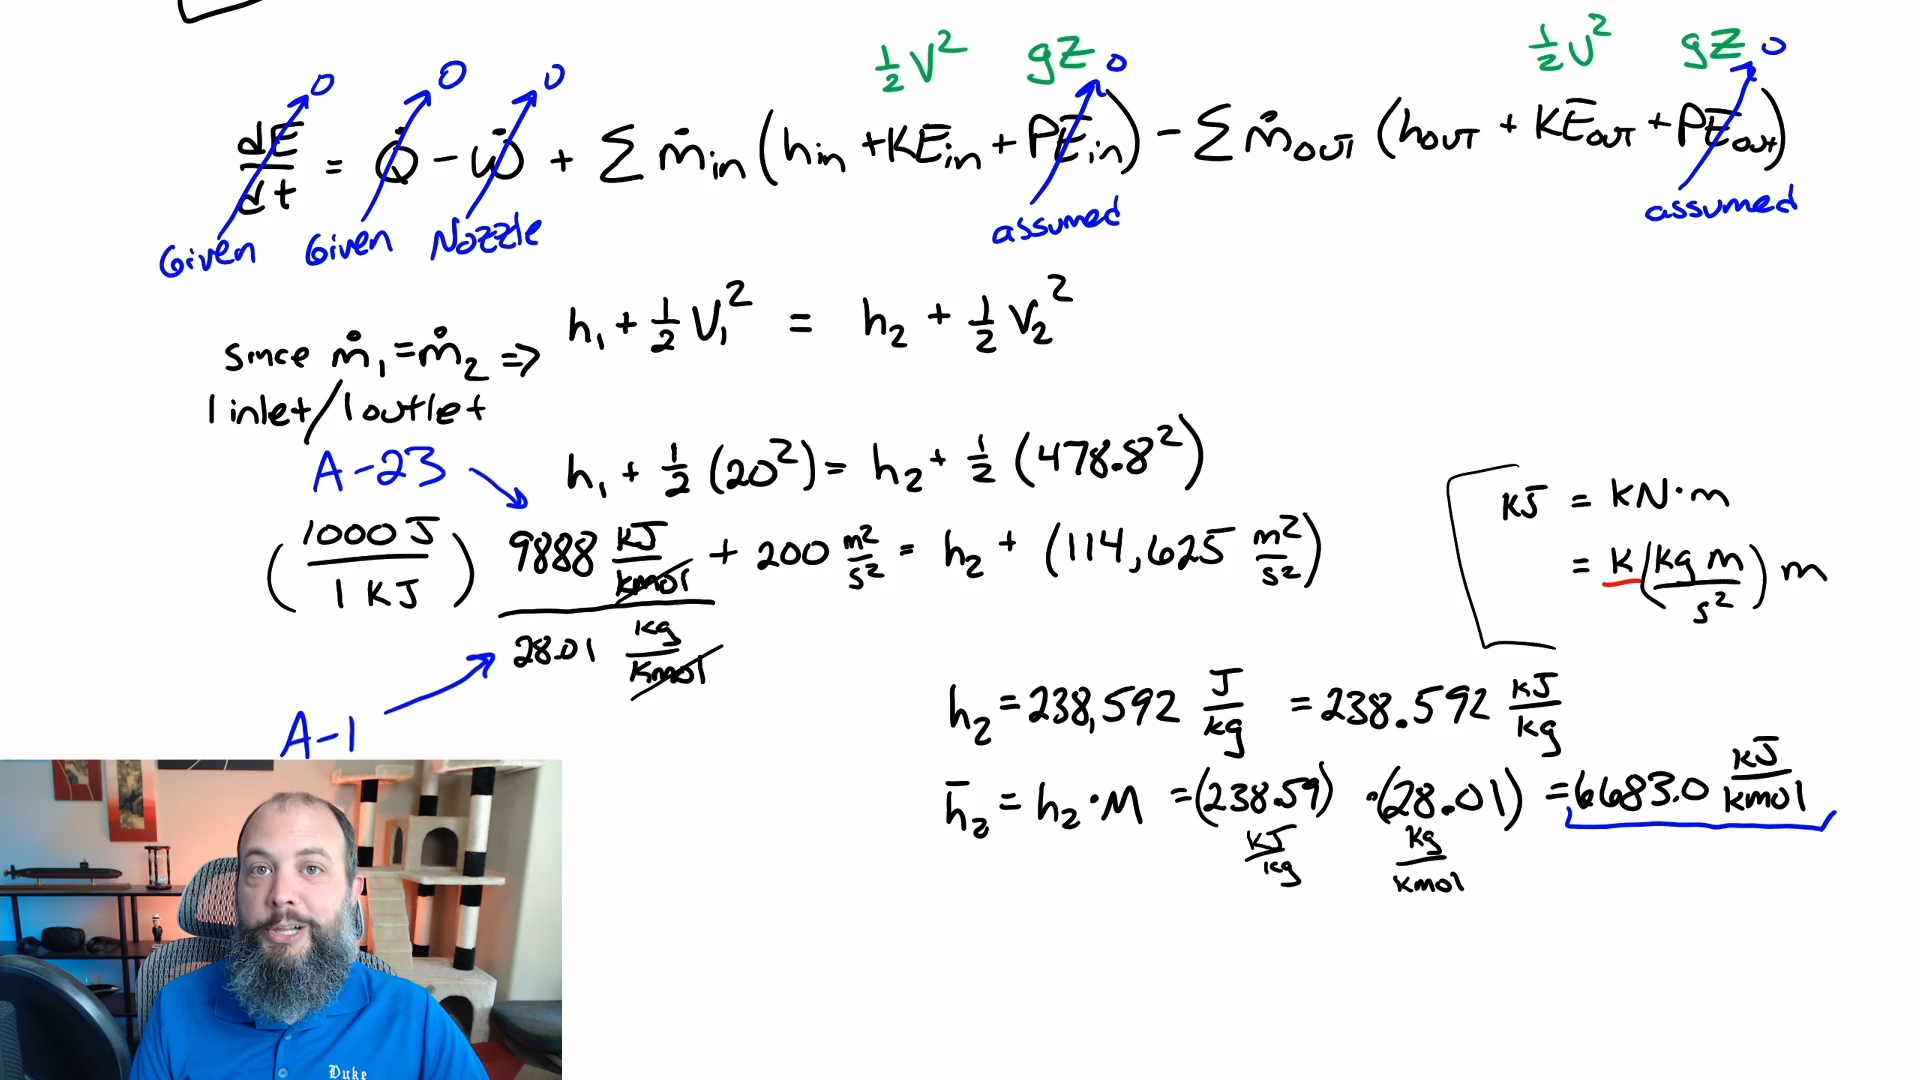 ½V² gZ 0 ½V² gZ 0
0 0 0
dE/dt = Q̇ - Ẇ + Σ ṁin (hin + KEin + PEin) - Σ ṁOUT (hOUT + KEOUT + PEout)
Given Given Nozzle assumed assumed
h₁ + ½ V₁² = h₂ + ½ V₂²
since ṁ₁ = ṁ₂ =>
1 inlet/1 outlet
A-23
h₁ + ½ (20²) = h₂ + ½ (478.8²)
(1000 J / 1 KJ) 9888 kJ/kmol / 28.01 kg/kmol + 200 m²/s² = h₂ + (114,625 m²/s²)
A-1
kJ = kN·m
= k (kg m / s²) m
h₂ = 238,592 J/kg = 238.592 kJ/kg
h̄₂ = h₂·M = (238.59) · (28.01) = 6683.0 kJ/kmol
kJ/kg kg/kmol
Duke